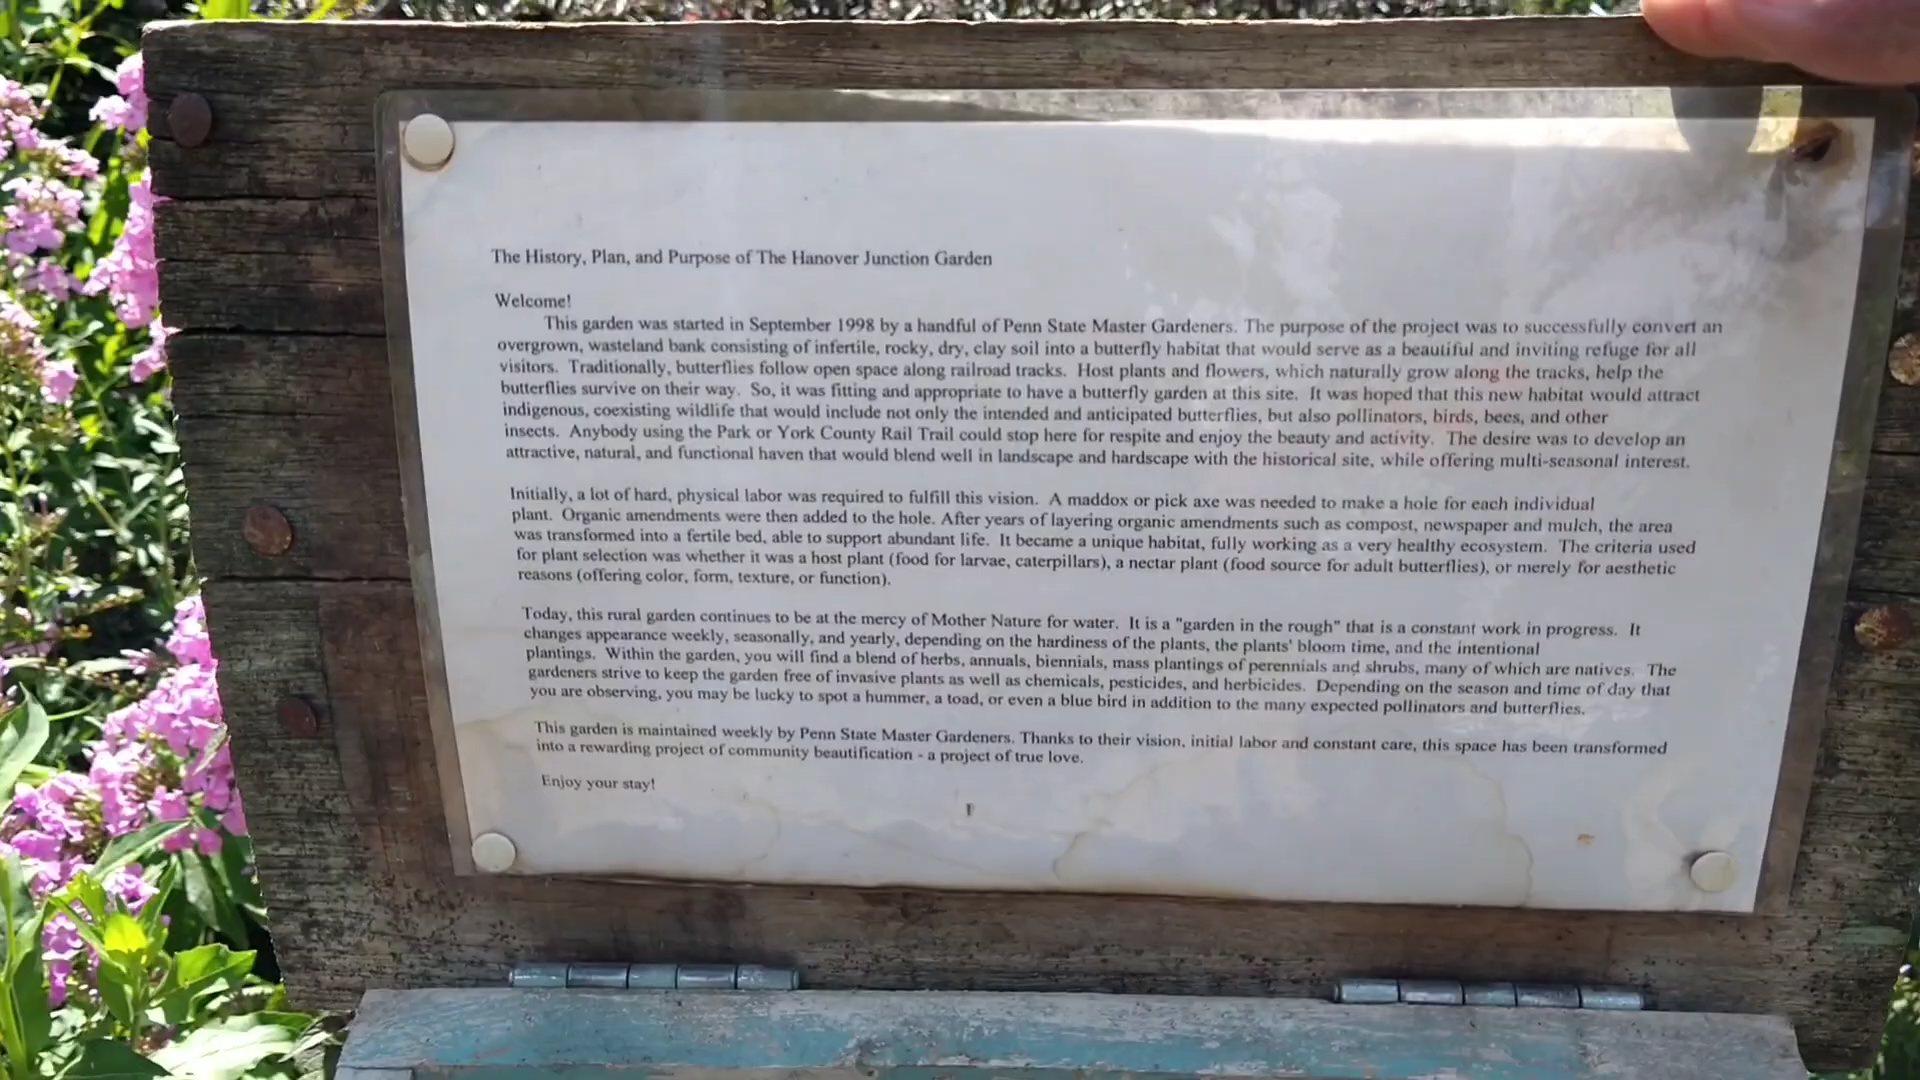 The History, Plan, and Purpose of The Hanover Junction Garden
Welcome!
This garden was started in September 1998 by a handful of Penn State Master Gardeners. The purpose of the project was to successfully convert an
overgrown, wasteland bank consisting of infertile, rocky, dry, clay soil into a butterfly habitat that would serve as a beautiful and inviting refuge for all
visitors. Traditionally, butterflies follow open space along railroad tracks. Host plants and flowers, which naturally grow along the tracks, help the
butterflies survive on their way. So, it was fitting and appropriate to have a butterfly garden at this site. It was hoped that this new habitat would attract
indigenous, coexisting wildlife that would include not only the intended and anticipated butterflies, but also pollinators, birds, bees, and other
insects. Anybody using the Park or York County Rail Trail could stop here for respite and enjoy the beauty and activity. The desire was to develop an
attractive, natural, and functional haven that would blend well in landscape and hardscape with the historical site, while offering multi-seasonal interest.
Initially, a lot of hard, physical labor was required to fulfill this vision. A maddox or pick axe was needed to make a hole for each individual
plant. Organic amendments were then added to the hole. After years of layering organic amendments such as compost, newspaper and mulch, the area
was transformed into a fertile bed, able to support abundant life. It became a unique habitat, fully working as a very healthy ecosystem. The criteria used
for plant selection was whether it was a host plant (food for larvae, caterpillars), a nectar plant (food source for adult butterflies), or merely for aesthetic
reasons (offering color, form, texture, or function).
Today, this rural garden continues to be at the mercy of Mother Nature for water. It is a "garden in the rough" that is a constant work in progress. It
changes appearance weekly, seasonally, and yearly, depending on the hardiness of the plants, the plants' bloom time, and the intentional
plantings. Within the garden, you will find a blend of herbs, annuals, biennials, mass plantings of perennials and shrubs, many of which are natives. The
gardeners strive to keep the garden free of invasive plants as well as chemicals, pesticides, and herbicides. Depending on the season and time of day that
you are observing, you may be lucky to spot a hummer, a toad, or even a blue bird in addition to the many expected pollinators and butterflies.
This garden is maintained weekly by Penn State Master Gardeners. Thanks to their vision, initial labor and constant care, this space has been transformed
into a rewarding project of community beautification - a project of true love.
Enjoy your stay!